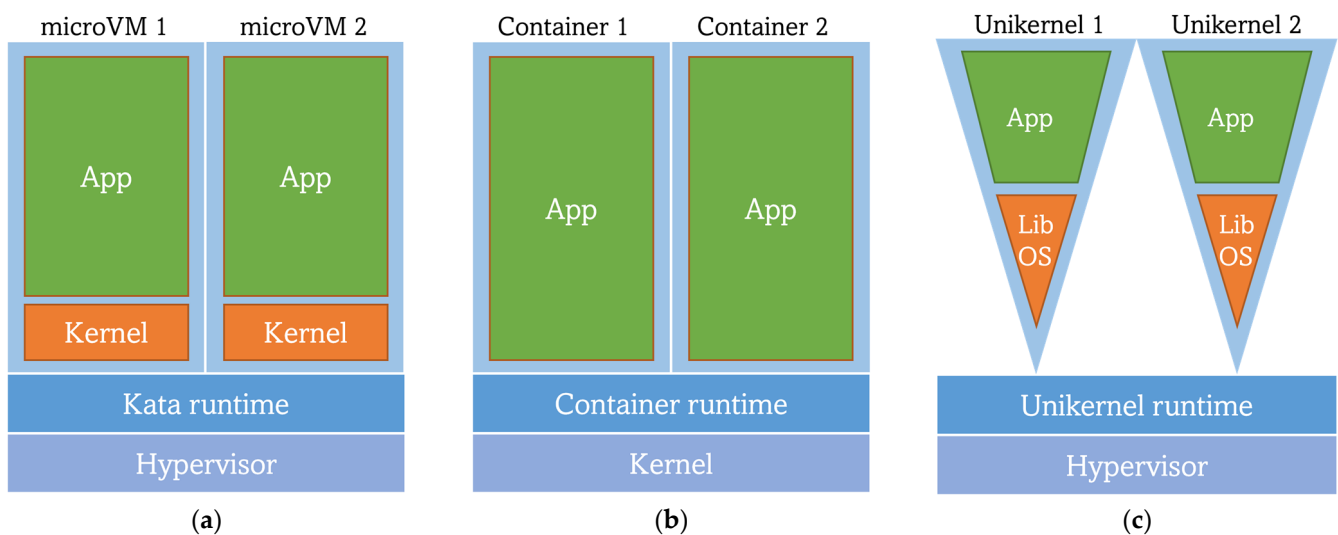 microVM 1
microVM 2
App
App
Kernel
Kernel
Kata runtime
Hypervisor
(a)
Container 1
Container 2
App
App
Container runtime
Kernel
(b)
Unikernel 1
Unikernel 2
App
App
Lib
OS
Lib
OS
Unikernel runtime
Hypervisor
(c)